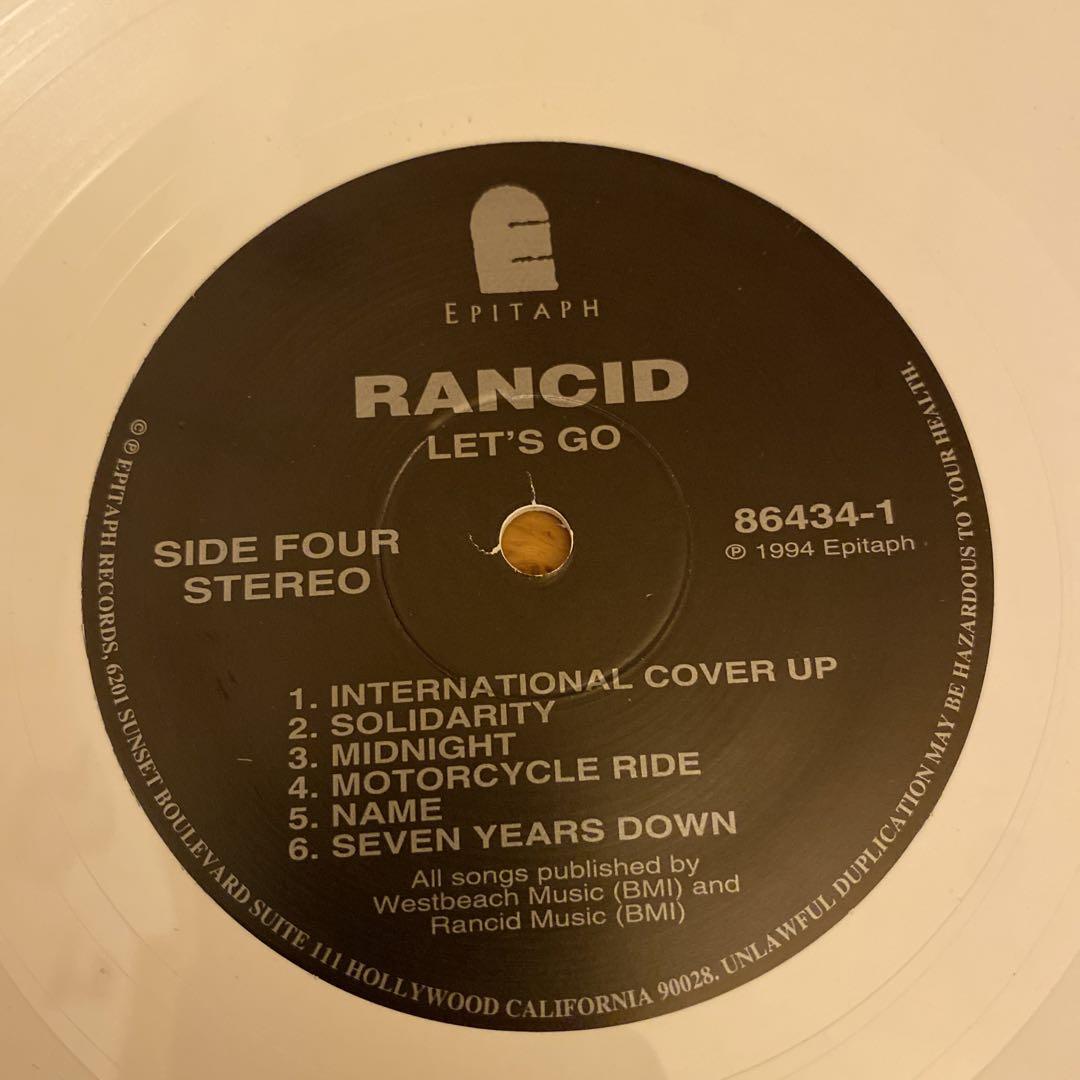 E
EPITAPH
RANCID
LET'S GO
SIDE FOUR
STEREO
86434-1
℗ 1994 Epitaph
1. INTERNATIONAL COVER UP
2. SOLIDARITY
3. MIDNIGHT
4. MOTORCYCLE RIDE
5. NAME
6. SEVEN YEARS DOWN
All songs published by
Westbeach Music (BMI) and
Rancid Music (BMI)
© ℗ EPITAPH RECORDS, 6201 SUNSET BOULEVARD SUITE 111 HOLLYWOOD CALIFORNIA 90028. UNLAWFUL DUPLICATION MAY BE HAZARDOUS TO YOUR HEALTH.